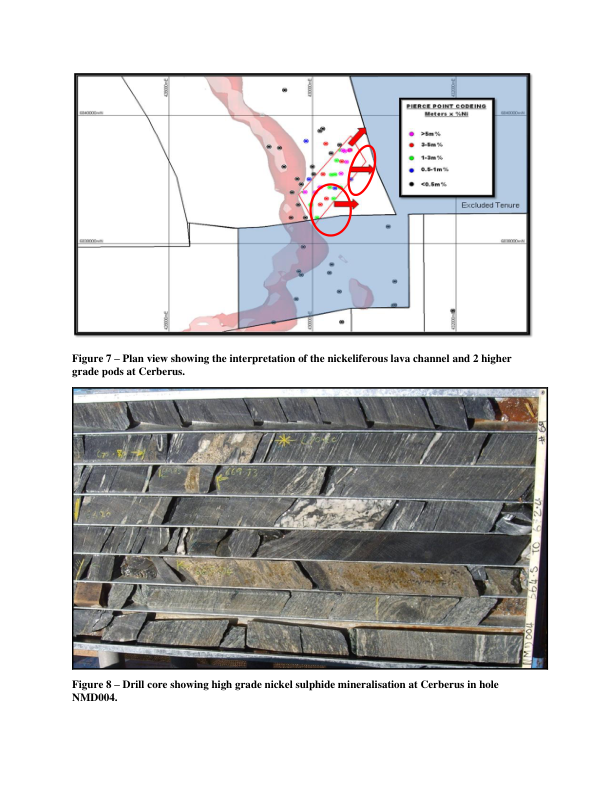 PIERCE POINT CODEING
Meters x %Ni
>5m%
3-5m%
1-3m%
0.5-1m%
<0.5m%
Excluded Tenure
Figure 7 – Plan view showing the interpretation of the nickeliferous lava channel and 2 higher
grade pods at Cerberus.
Figure 8 – Drill core showing high grade nickel sulphide mineralisation at Cerberus in hole
NMD004.